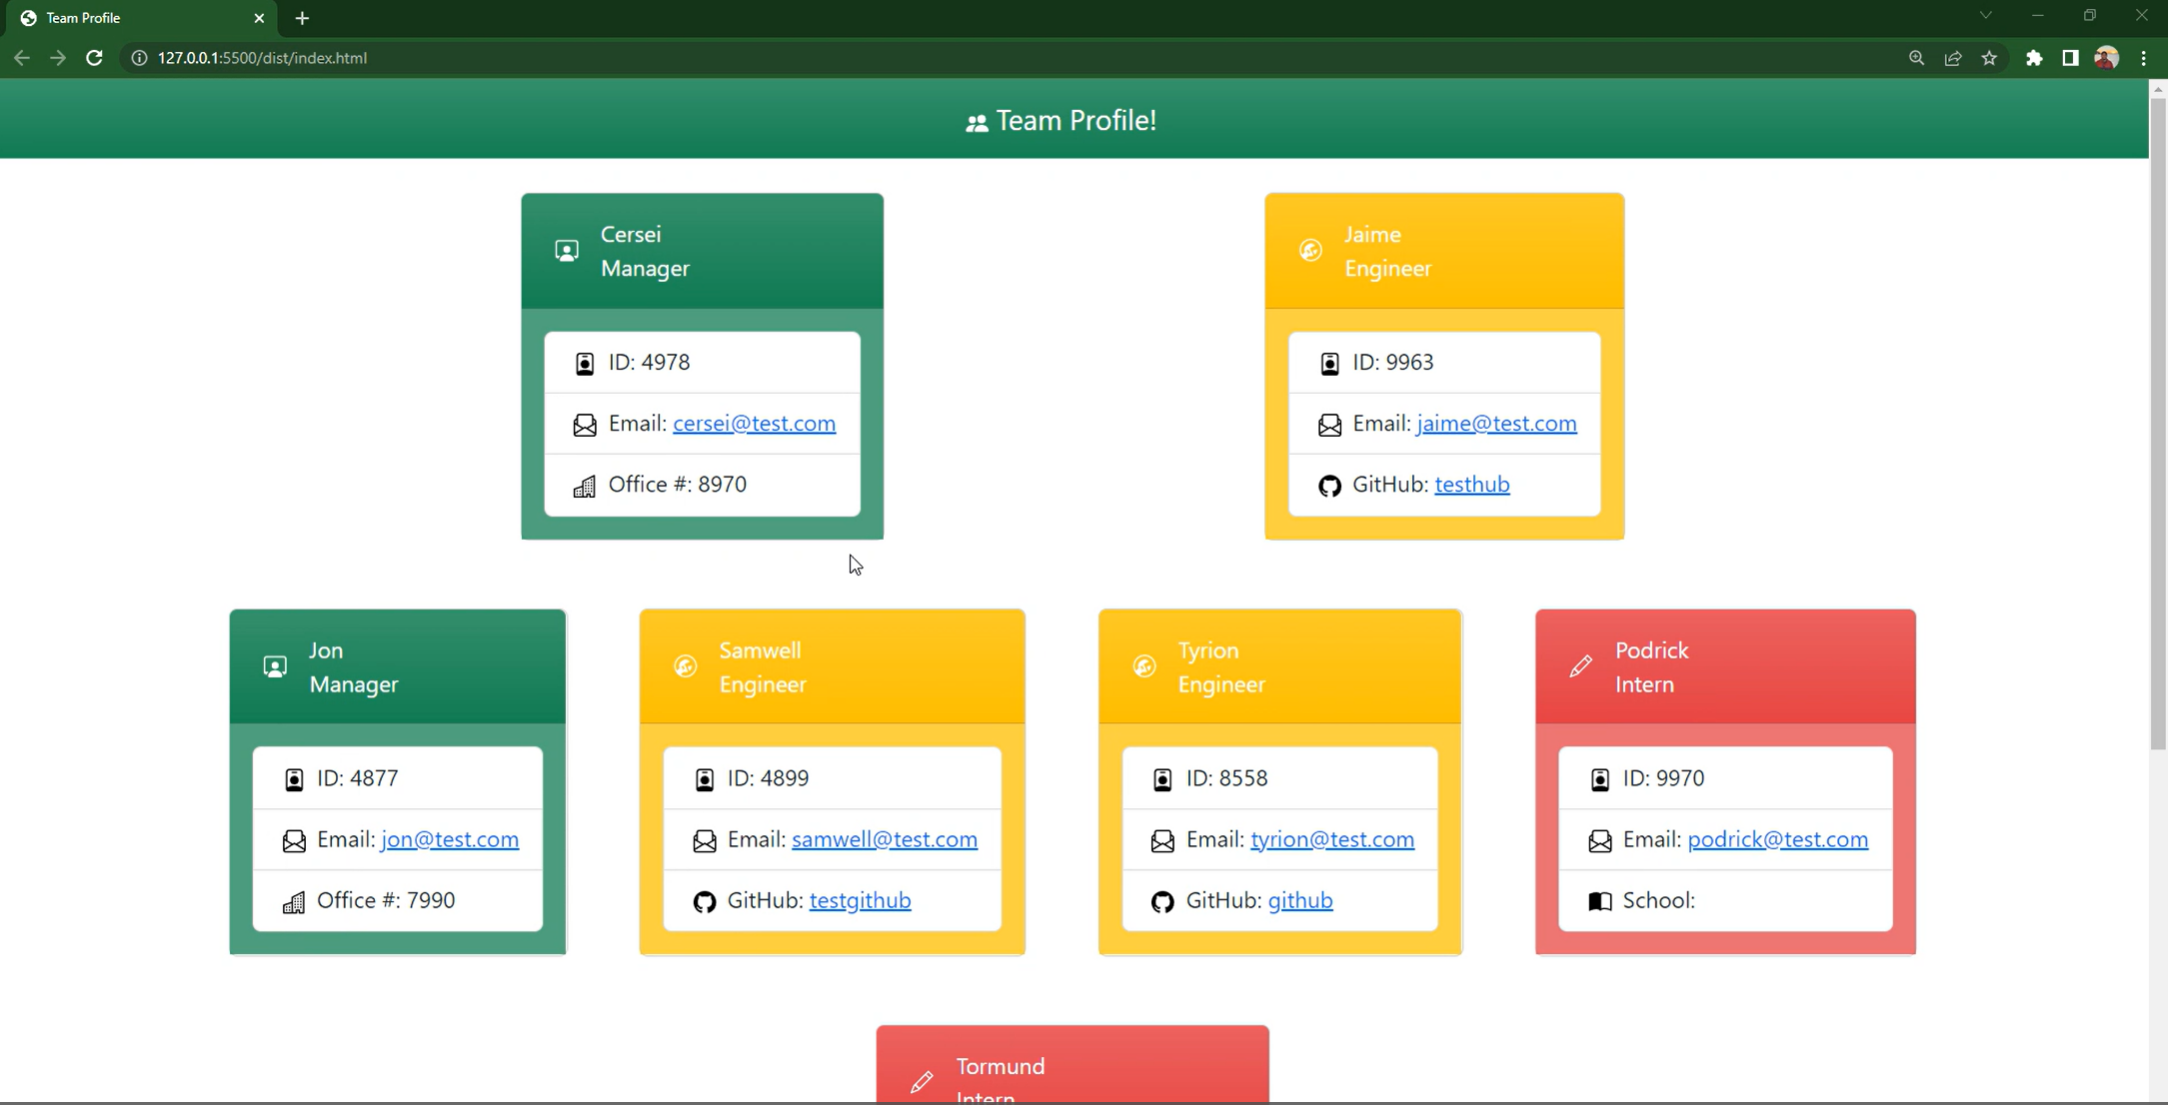 Team Profile
127.0.0.1:5500/dist/index.html
Team Profile!
Cersei
Manager
ID: 4978
Email: cersei@test.com
Office #: 8970
Jaime
Engineer
ID: 9963
Email: jaime@test.com
GitHub: testhub
Jon
Manager
ID: 4877
Email: jon@test.com
Office #: 7990
Samwell
Engineer
ID: 4899
Email: samwell@test.com
GitHub: testgithub
Tyrion
Engineer
ID: 8558
Email: tyrion@test.com
GitHub: github
Podrick
Intern
ID: 9970
Email: podrick@test.com
School:
Tormund
Intern